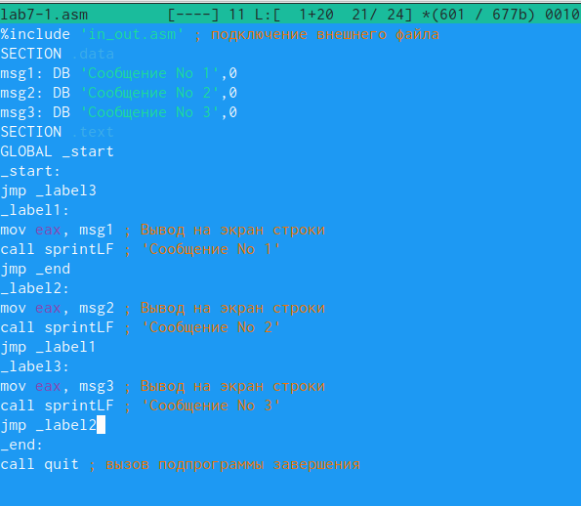 lab7-1.asm [----] 11 L:[ 1+20 21/ 24] *(601 / 677b) 0010
%include 'in_out.asm' ; подключение внешнего файла
SECTION .data
msg1: DB 'Сообщение No 1',0
msg2: DB 'Сообщение No 2',0
msg3: DB 'Сообщение No 3',0
SECTION .text
GLOBAL _start
_start:
jmp _label3
_label1:
mov eax, msg1 ; Вывод на экран строки
call sprintLF ; 'Сообщение No 1'
jmp _end
_label2:
mov eax, msg2 ; Вывод на экран строки
call sprintLF ; 'Сообщение No 2'
jmp _label1
_label3:
mov eax, msg3 ; Вывод на экран строки
call sprintLF ; 'Сообщение No 3'
jmp _label2
_end:
call quit ; вызов подпрограммы завершения